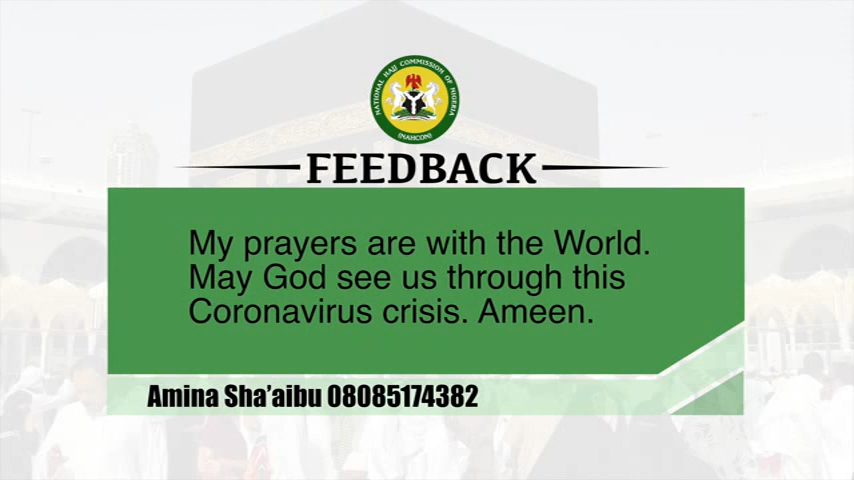 NATIONAL HAJJ COMMISSION OF NIGERIA
(NAHCON)
FEEDBACK
My prayers are with the World.
May God see us through this
Coronavirus crisis. Ameen.
Amina Sha’aibu 08085174382